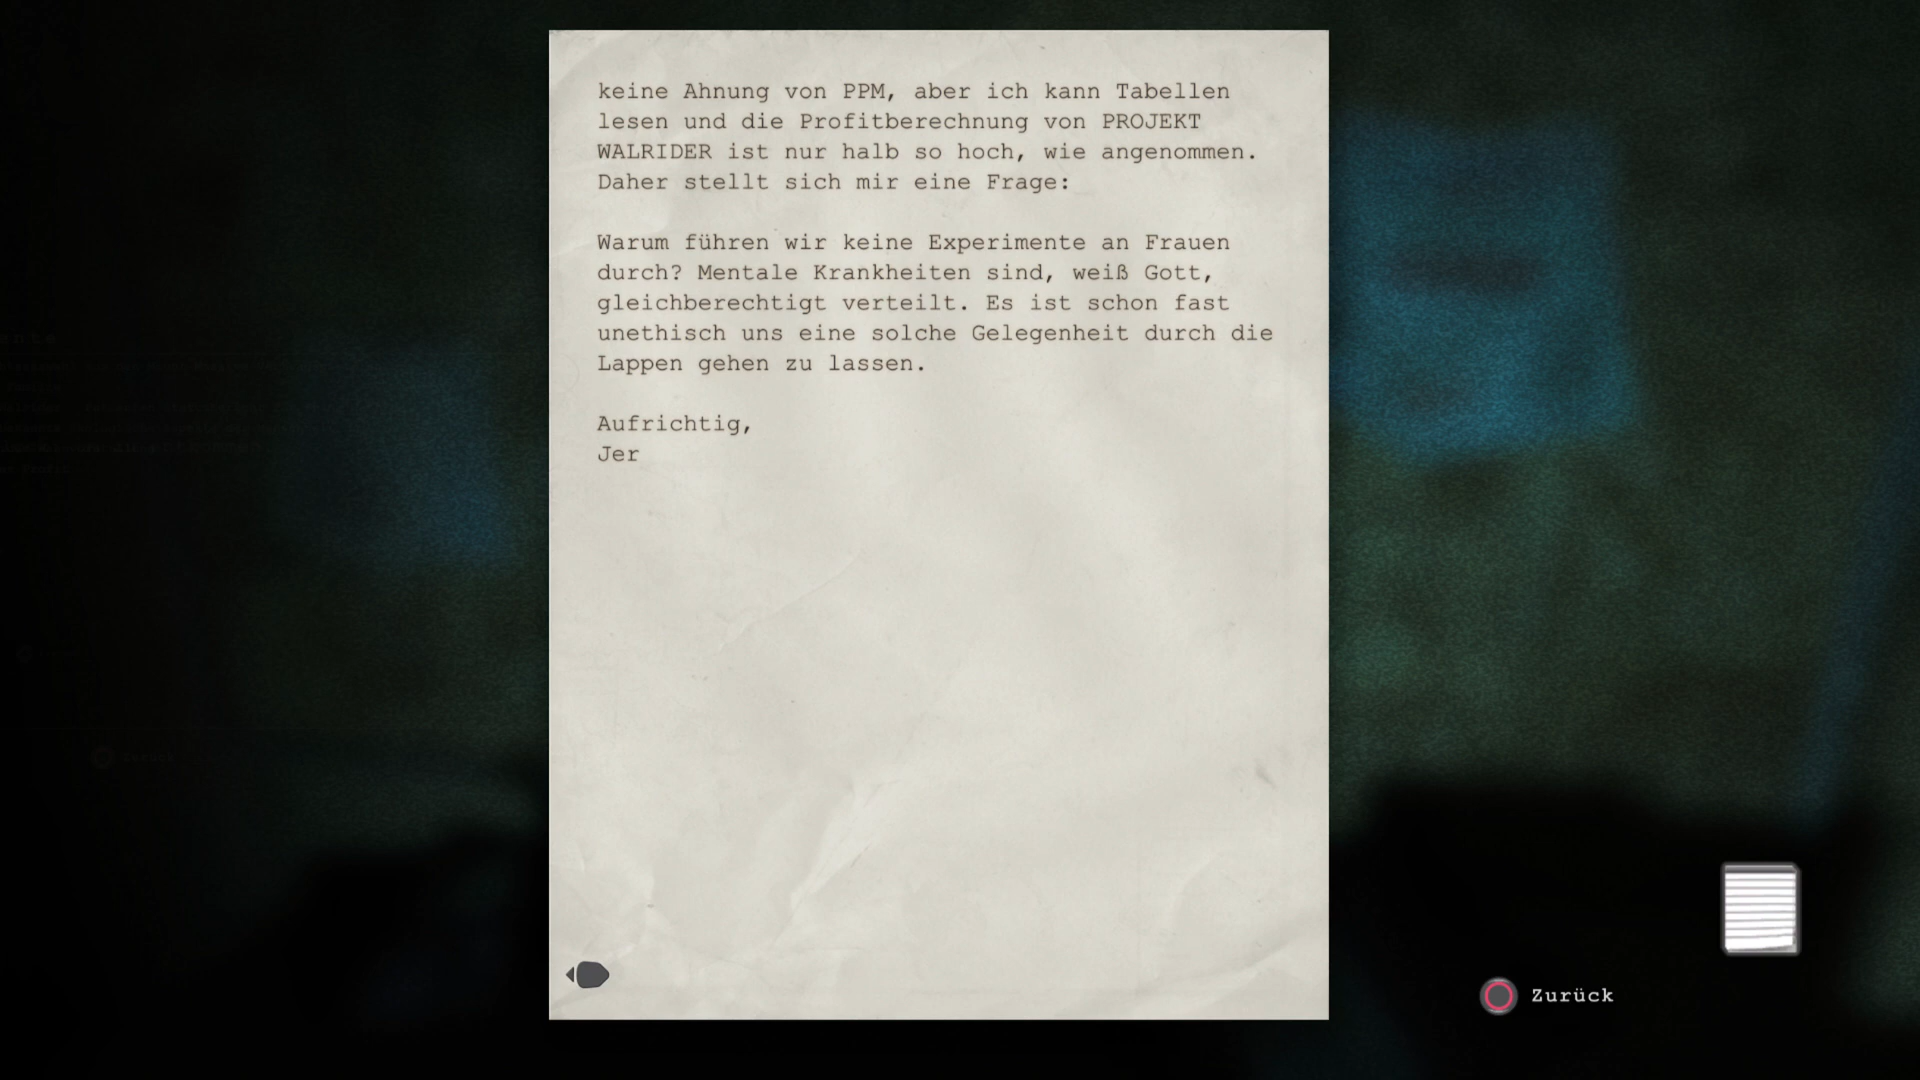 keine Ahnung von PPM, aber ich kann Tabellen
lesen und die Profitberechnung von PROJEKT
WALRIDER ist nur halb so hoch, wie angenommen.
Daher stellt sich mir eine Frage:
Warum führen wir keine Experimente an Frauen
durch? Mentale Krankheiten sind, weiß Gott,
gleichberechtigt verteilt. Es ist schon fast
unethisch uns eine solche Gelegenheit durch die
Lappen gehen zu lassen.
Aufrichtig,
Jer
Zurück